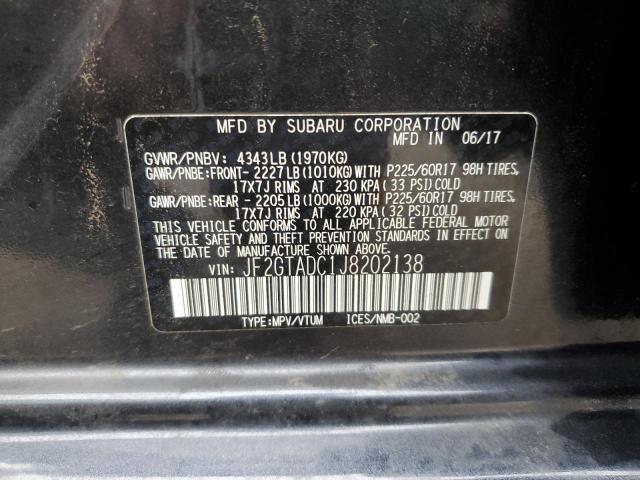 MFD BY SUBARU CORPORATION
MFD IN 06/17
GVWR/PNBV: 4343LB (1970KG)
GAWR/PNBE:FRONT- 2227LB (1010KG) WITH P225/60R17 98H TIRES,
17X7J RIMS AT 230 KPA (33 PSI) COLD
GAWR/PNBE:REAR - 2205LB (1000KG) WITH P225/60R17 98H TIRES,
17X7J RIMS AT 220 KPA (32 PSI) COLD
THIS VEHICLE CONFORMS TO ALL APPLICABLE FEDERAL MOTOR
VEHICLE SAFETY AND THEFT PREVENTION STANDARDS IN EFFECT ON
THE DATE OF MANUFACTURE SHOWN ABOVE.
VIN: JF2GTADC1J8202138
TYPE:MPV/VTUM ICES/NMB-002